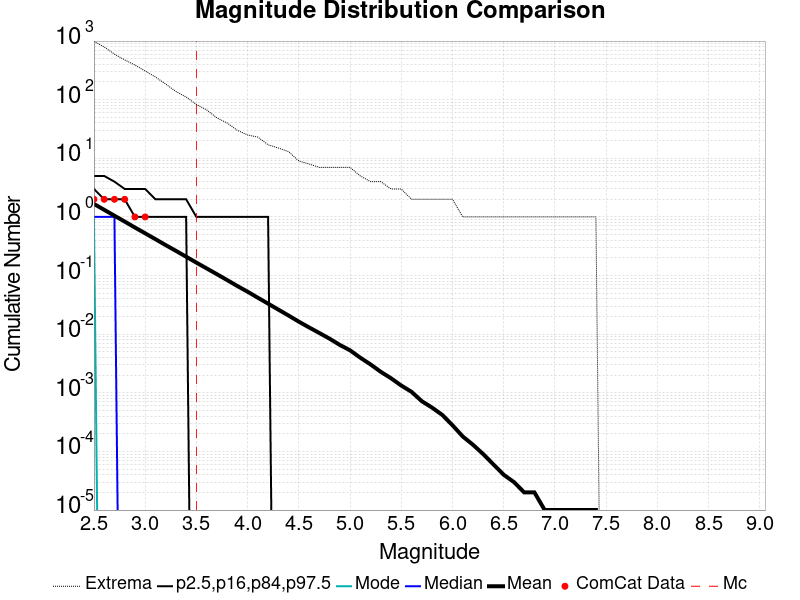 Magnitude Distribution Comparison
10^3
10^2
10^1
10^0
10^-1
10^-2
10^-3
10^-4
10^-5
Cumulative Number
2.5 3.0 3.5 4.0 4.5 5.0 5.5 6.0 6.5 7.0 7.5 8.0 8.5 9.0
Magnitude
Extrema p2.5,p16,p84,p97.5 Mode Median Mean ComCat Data Mc